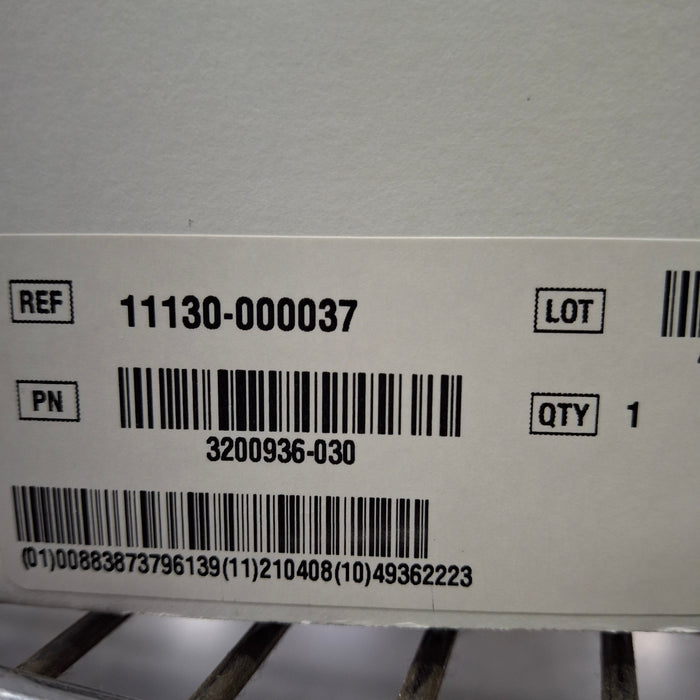 REF 11130-000037 LOT
PN 3200936-030 QTY 1
(01)00883873796139(11)210408(10)49362223